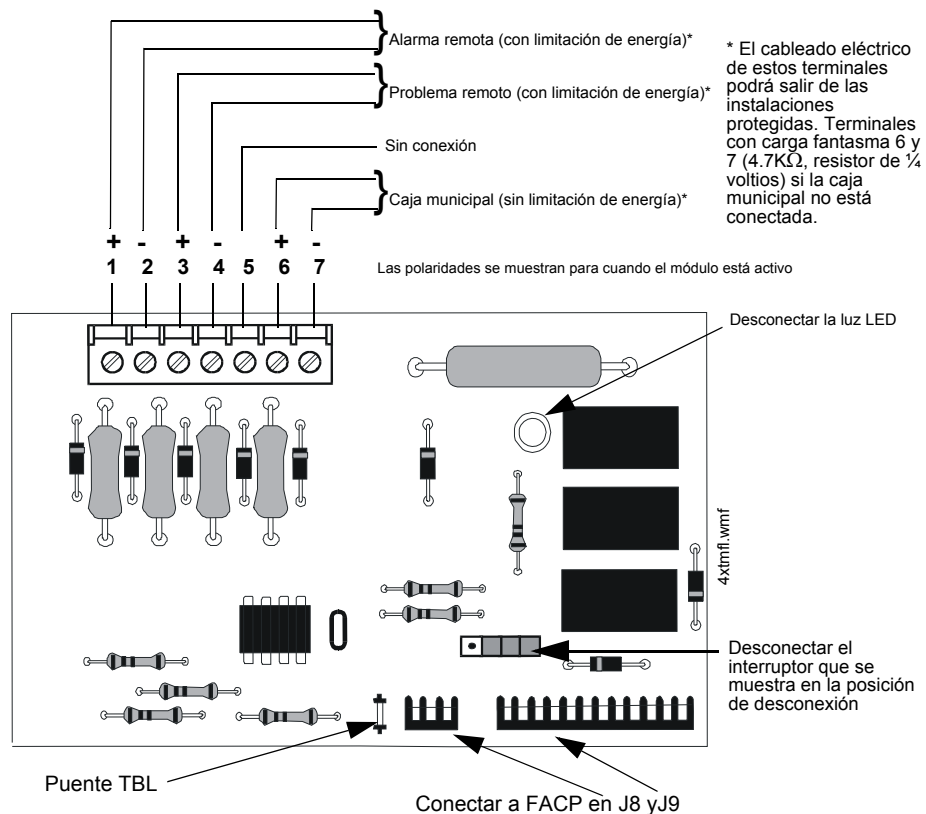 Alarma remota (con limitación de energía)*
Problema remoto (con limitación de energía)*
Sin conexión
Caja municipal (sin limitación de energía)*
* El cableado eléctrico
de estos terminales
podrá salir de las
instalaciones
protegidas. Terminales
con carga fantasma 6 y
7 (4.7KΩ, resistor de ¼
voltios) si la caja
municipal no está
conectada.
+ - + - + -
1 2 3 4 5 6 7
Las polaridades se muestran para cuando el módulo está activo
Desconectar la luz LED
4xtmfl.wmf
Desconectar el
interruptor que se
muestra en la posición
de desconexión
Puente TBL
Conectar a FACP en J8 yJ9